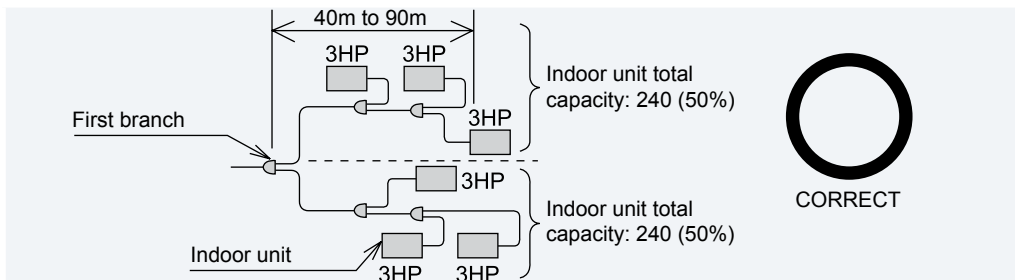 40m to 90m
3HP
3HP
Indoor unit total
capacity: 240 (50%)
3HP
First branch
3HP
CORRECT
Indoor unit total
capacity: 240 (50%)
Indoor unit
3HP
3HP